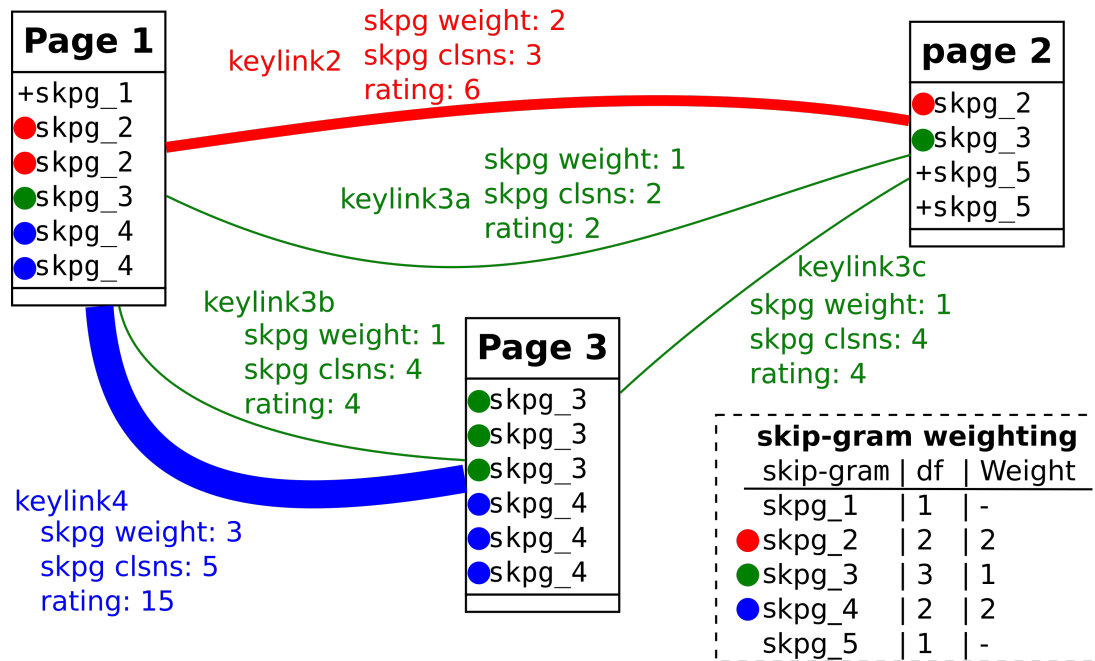 Page 1
+skpg_1
skpg_2
skpg_2
skpg_3
skpg_4
skpg_4
keylink2
skpg weight: 2
skpg clsns: 3
rating: 6
page 2
skpg_2
skpg_3
+skpg_5
+skpg_5
keylink3a
skpg weight: 1
skpg clsns: 2
rating: 2
keylink3b
skpg weight: 1
skpg clsns: 4
rating: 4
keylink3c
skpg weight: 1
skpg clsns: 4
rating: 4
Page 3
skpg_3
skpg_3
skpg_3
skpg_4
skpg_4
skpg_4
keylink4
skpg weight: 3
skpg clsns: 5
rating: 15
skip-gram weighting
skip-gram | df | Weight
skpg_1 | 1 | -
skpg_2 | 2 | 2
skpg_3 | 3 | 1
skpg_4 | 2 | 2
skpg_5 | 1 | -